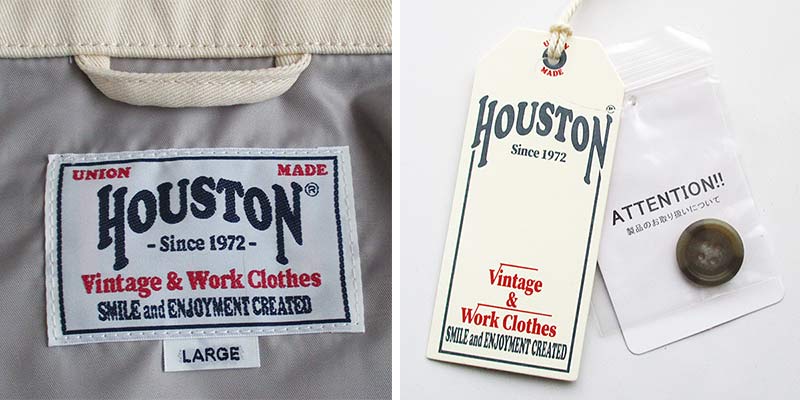 UNION MADE
HOUSTON®
- Since 1972 -
Vintage & Work Clothes
SMILE and ENJOYMENT CREATED
LARGE
UNION
MADE
HOUSTON®
Since 1972
Vintage
&
Work Clothes
SMILE and ENJOYMENT CREATED
ATTENTION!!
製品のお取り扱いについて